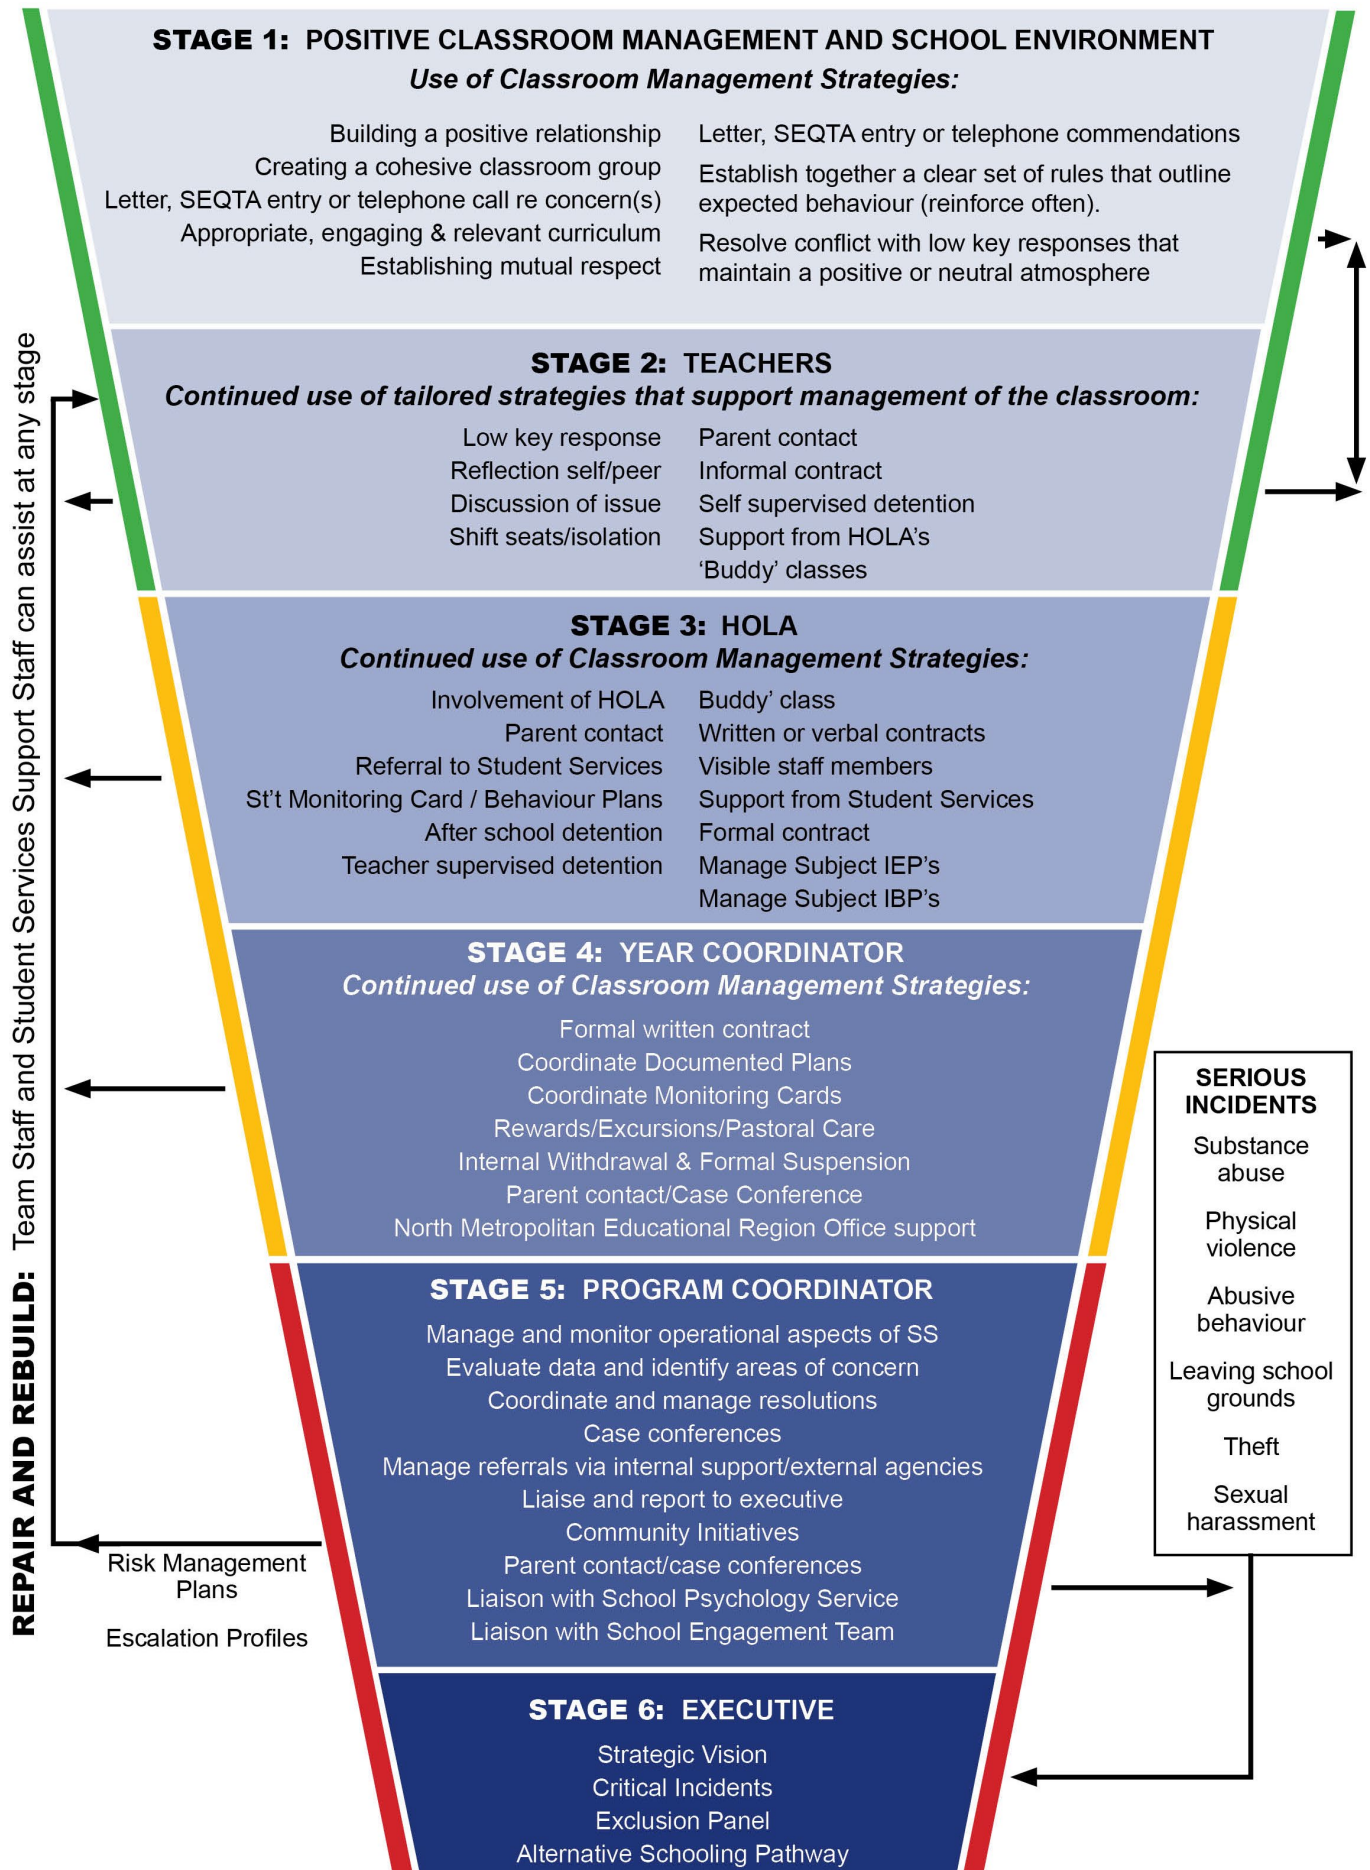 STAGE 1: POSITIVE CLASSROOM MANAGEMENT AND SCHOOL ENVIRONMENT
Use of Classroom Management Strategies:
Building a positive relationship
Creating a cohesive classroom group
Letter, SEQTA entry or telephone call re concern(s)
Appropriate, engaging & relevant curriculum
Establishing mutual respect
Letter, SEQTA entry or telephone commendations
Establish together a clear set of rules that outline
expected behaviour (reinforce often).
Resolve conflict with low key responses that
maintain a positive or neutral atmosphere
STAGE 2: TEACHERS
Continued use of tailored strategies that support management of the classroom:
Low key response
Reflection self/peer
Discussion of issue
Shift seats/isolation
Parent contact
Informal contract
Self supervised detention
Support from HOLA’s
‘Buddy’ classes
STAGE 3: HOLA
Continued use of Classroom Management Strategies:
Involvement of HOLA
Parent contact
Referral to Student Services
St’t Monitoring Card / Behaviour Plans
After school detention
Teacher supervised detention
Buddy’ class
Written or verbal contracts
Visible staff members
Support from Student Services
Formal contract
Manage Subject IEP’s
Manage Subject IBP’s
STAGE 4: YEAR COORDINATOR
Continued use of Classroom Management Strategies:
Formal written contract
Coordinate Documented Plans
Coordinate Monitoring Cards
Rewards/Excursions/Pastoral Care
Internal Withdrawal & Formal Suspension
Parent contact/Case Conference
North Metropolitan Educational Region Office support
STAGE 5: PROGRAM COORDINATOR
Manage and monitor operational aspects of SS
Evaluate data and identify areas of concern
Coordinate and manage resolutions
Case conferences
Manage referrals via internal support/external agencies
Liaise and report to executive
Community Initiatives
Parent contact/case conferences
Liaison with School Psychology Service
Liaison with School Engagement Team
STAGE 6: EXECUTIVE
Strategic Vision
Critical Incidents
Exclusion Panel
Alternative Schooling Pathway
REPAIR AND REBUILD: Team Staff and Student Services Support Staff can assist at any stage
Risk Management
Plans
Escalation Profiles
SERIOUS
INCIDENTS
Substance
abuse
Physical
violence
Abusive
behaviour
Leaving school
grounds
Theft
Sexual
harassment